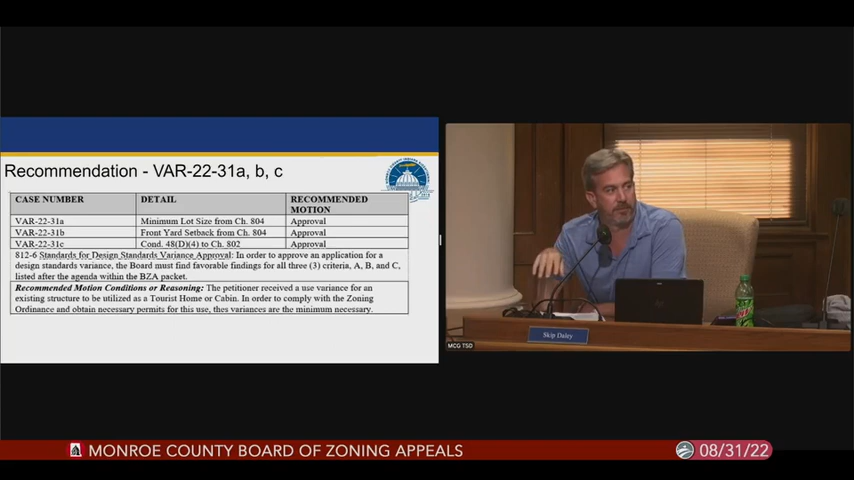 Recommendation - VAR-22-31a, b, c
CASE NUMBER DETAIL RECOMMENDED
MOTION
VAR-22-31a Minimum Lot Size from Ch. 804 Approval
VAR-22-31b Front Yard Setback from Ch. 804 Approval
VAR-22-31c Cond. 48(D)(4) to Ch. 802 Approval
812-6 Standards for Design Standards Variance Approval: In order to approve an application for a
design standards variance, the Board must find favorable findings for all three (3) criteria, A, B, and C,
listed after the agenda within the BZA packet.
Recommended Motion Conditions or Reasoning: The petitioner received a use variance for an
existing structure to be utilized as a Tourist Home or Cabin. In order to comply with the Zoning
Ordinance and obtain necessary permits for this use, thes variances are the minimum necessary.
Skip Daley
MCG TSD
MONROE COUNTY BOARD OF ZONING APPEALS
08/31/22